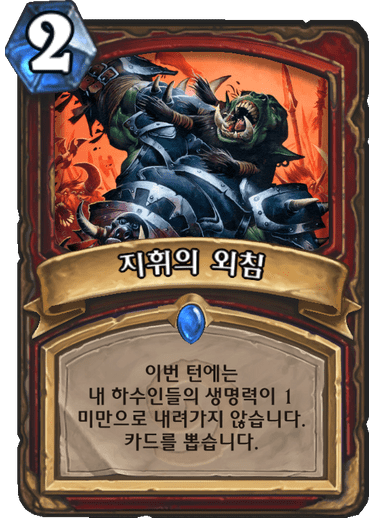 2
지휘의 외침
이번 턴에는
내 하수인들의 생명력이 1
미만으로 내려가지 않습니다.
카드를 뽑습니다.